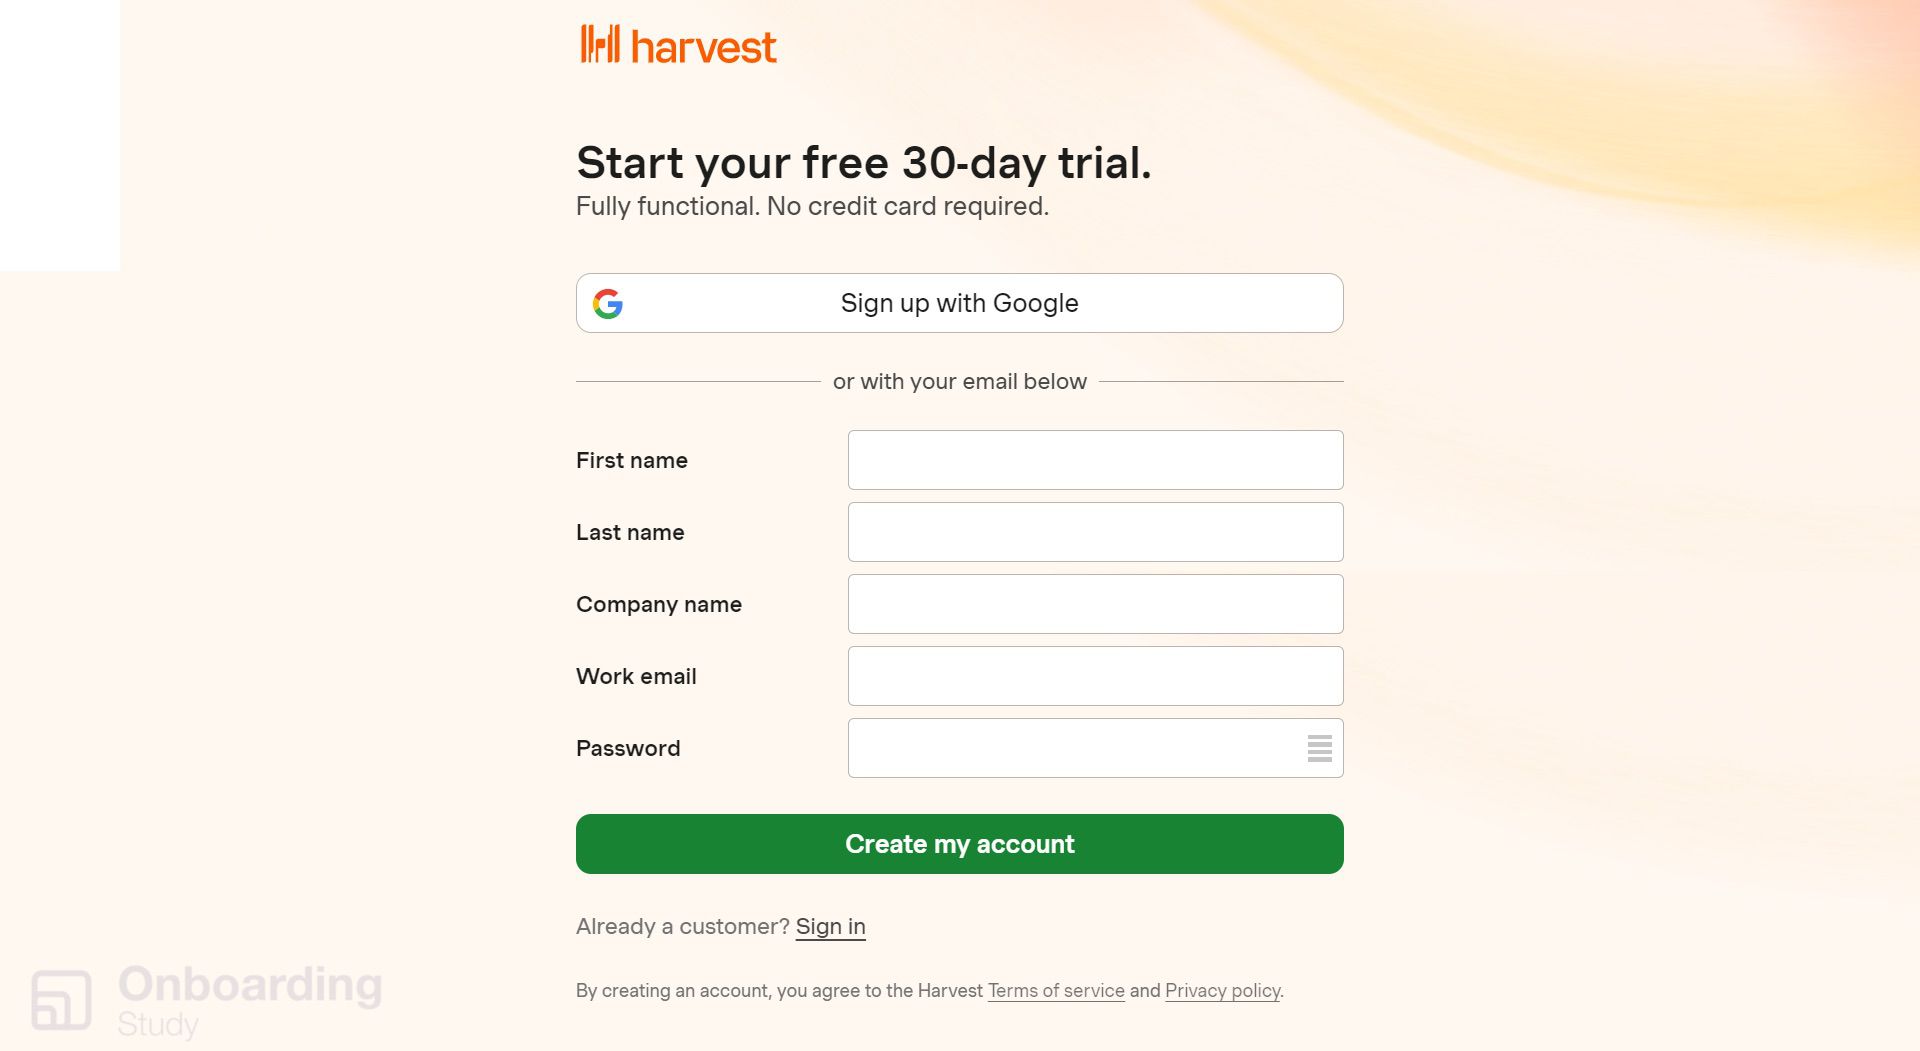 harvest
Start your free 30-day trial.
Fully functional. No credit card required.
Sign up with Google
or with your email below
First name
Last name
Company name
Work email
Password
Create my account
Already a customer? Sign in
By creating an account, you agree to the Harvest Terms of service and Privacy policy.
Onboarding
Study